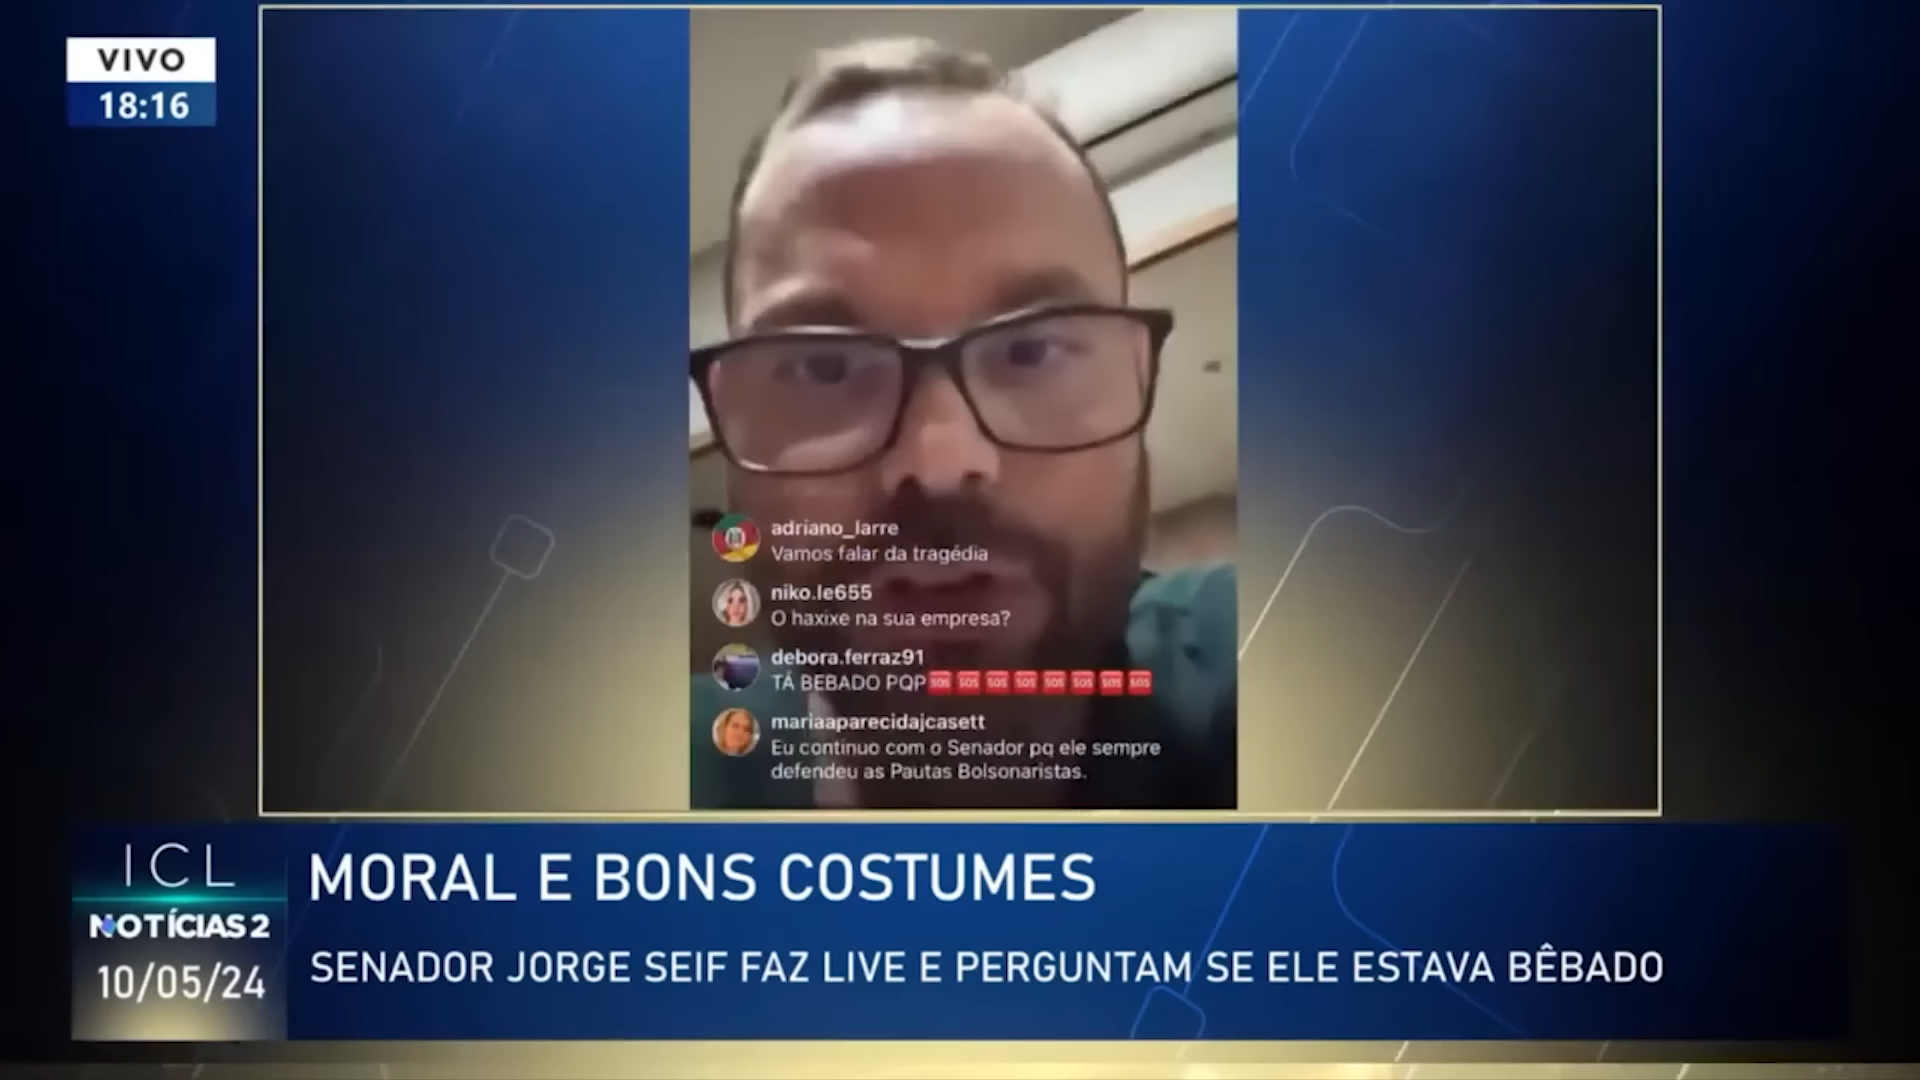 VIVO
18:16
adriano_larre
Vamos falar da tragédia
niko.le655
O haxixe na sua empresa?
debora.ferraz91
TÁ BEBADO PQP🆘🆘🆘🆘🆘🆘🆘🆘
mariaaparecidajcasett
Eu continuo com o Senador pq ele sempre
defendeu as Pautas Bolsonaristas.
ICL
NOTÍCIAS 2
10/05/24
MORAL E BONS COSTUMES
SENADOR JORGE SEIF FAZ LIVE E PERGUNTAM SE ELE ESTAVA BÊBADO